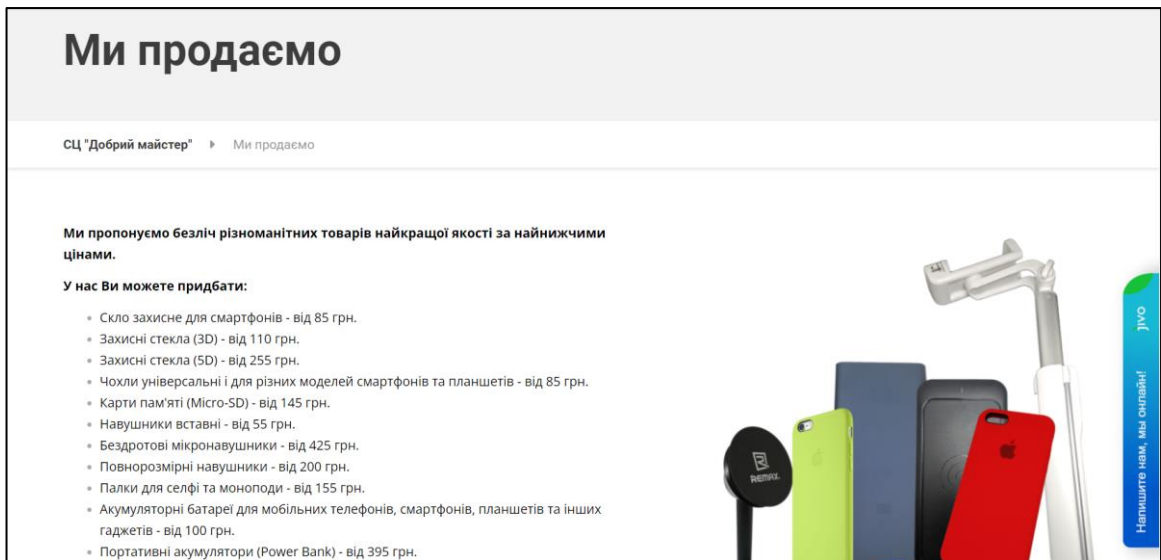 Ми продаємо
СЦ "Добрий майстер"
Ми продаємо
Ми пропонуємо безліч різноманітних товарів найкращої якості за найнижчими
цінами.
У нас Ви можете придбати:
Скло захисне для смартфонів - від 85 грн.
Захисні стекла (3D) - від 110 грн.
Захисні стекла (5D) - від 255 грн.
Чохли універсальні і для різних моделей смартфонів та планшетів - від 85 грн.
Карти пам'яті (Micro-SD) - від 145 грн.
Навушники вставні - від 55 грн.
Бездротові мікронавушники - від 425 грн.
Повнорозмірні навушники - від 200 грн.
Палки для селфі та моноподи - від 155 грн.
Акумуляторні батареї для мобільних телефонів, смартфонів, планшетів та інших
гаджетів - від 100 грн.
Портативні акумулятори (Power Bank) - від 395 грн.
REMAX
Напишите нам, мы онлайн! jivo